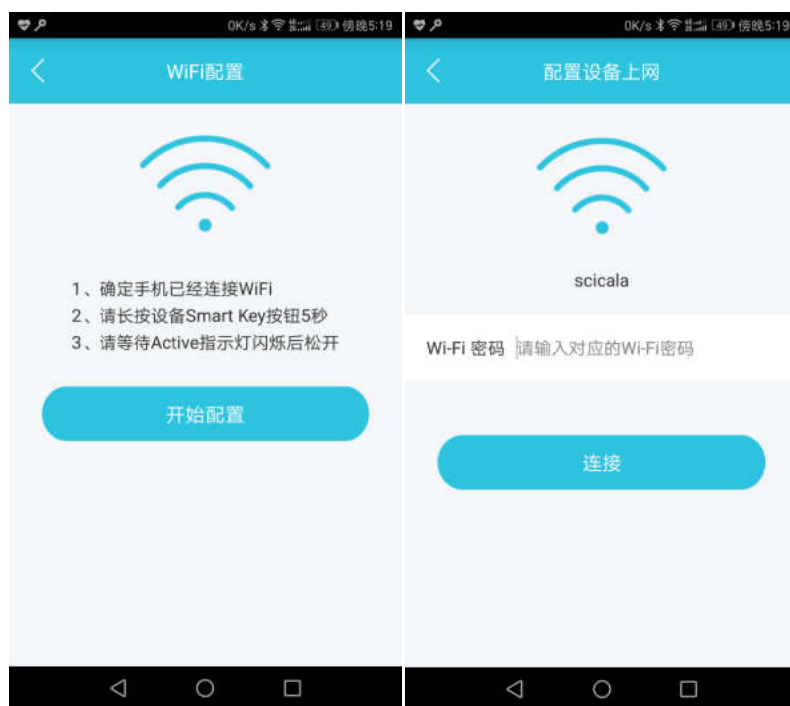 0K/s 49 傍晚5:19
WiFi配置
1、确定手机已经连接WiFi
2、请长按设备Smart Key按钮5秒
3、请等待Active指示灯闪烁后松开
开始配置
0K/s 49 傍晚5:19
配置设备上网
scicala
Wi-Fi 密码 请输入对应的Wi-Fi密码
连接